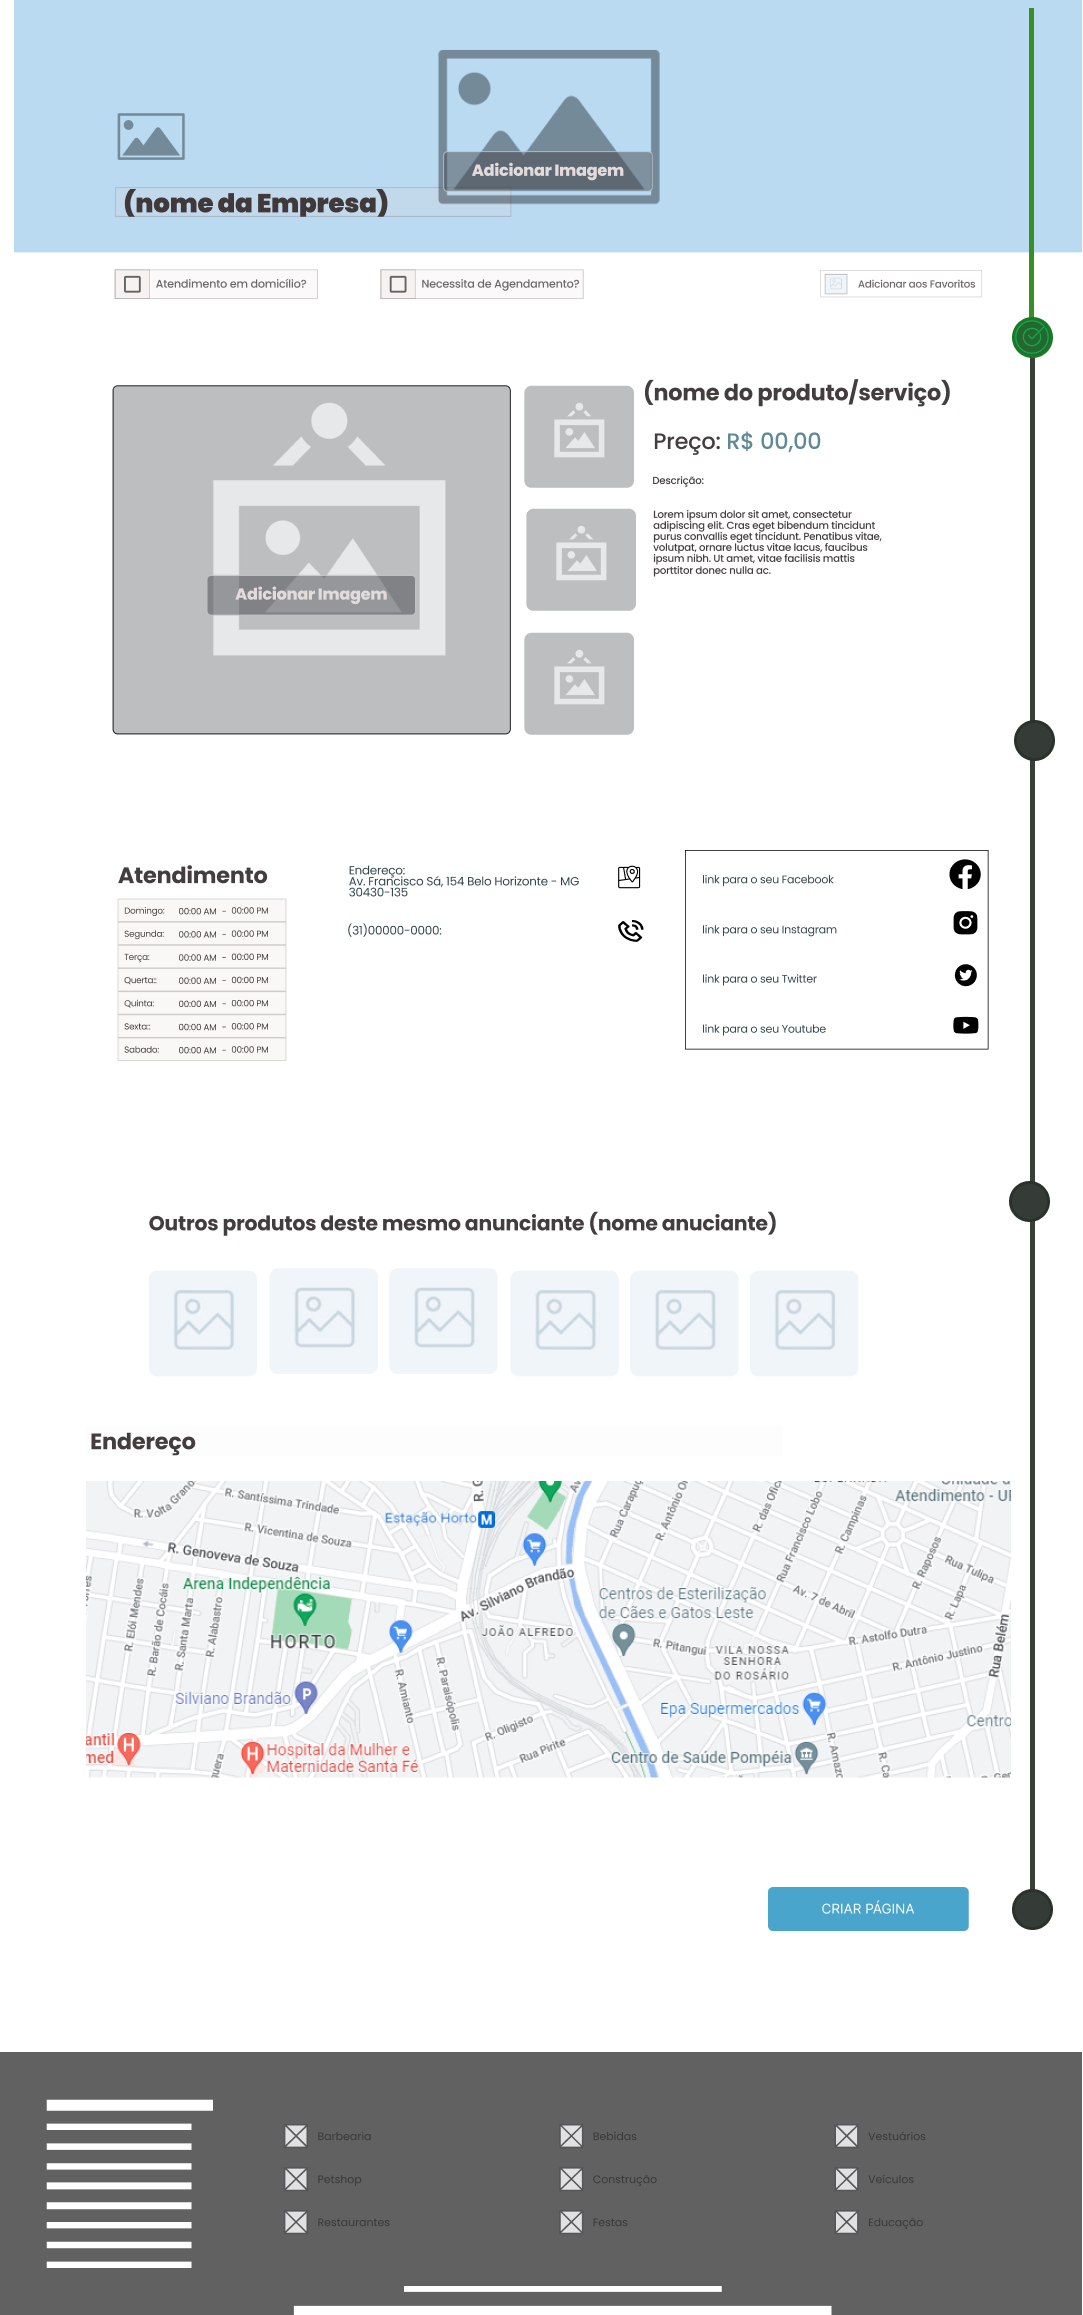 Adicionar Imagem
(nome da Empresa)
Atendimento em domicílio?
Necessita de Agendamento?
Adicionar aos Favoritos
(nome do produto/serviço)
Preço: R$ 00,00
Descrição:
Lorem ipsum dolor sit amet, consectetur
adipiscing elit. Cras eget bibendum tincidunt
purus convallis eget tincidunt. Penatibus vitae,
volutpat, ornare luctus vitae lacus, faucibus
ipsum nibh. Ut amet, vitae facilisis mattis
porttitor donec nulla ac.
Adicionar Imagem
Atendimento
Domingo: 00:00 AM - 00:00 PM
Segunda: 00:00 AM - 00:00 PM
Terça: 00:00 AM - 00:00 PM
Querta:: 00:00 AM - 00:00 PM
Quinta: 00:00 AM - 00:00 PM
Sexta:: 00:00 AM - 00:00 PM
Sabado: 00:00 AM - 00:00 PM
Endereço:
Av. Francisco Sá, 154 Belo Horizonte - MG
30430-135
(31)00000-0000:
link para o seu Facebook
link para o seu Instagram
link para o seu Twitter
link para o seu Youtube
Outros produtos deste mesmo anunciante (nome anuciante)
Endereço
R. Volta Grand
R. Santíssima Trindade
R. Vicentina de Souza
R. Genoveva de Souza
Estação Horto
M
R. G
Av
Rua Carapuç
R. Antônio O
R. das Ofici
Rua Francisco Lobo
R. Campinas
Atendimento - U
R. Raposos
Rua Tulipa
R. Lapa
Arena Independência
HORTO
R. Elói Mendes
R. Barão de Cocáis
R. Santa Marta
R. Alabastro
Av. Silviano Brandão
JOÃO ALFREDO
Centros de Esterilização
de Cães e Gatos Leste
Av. 7 de Abril
R. Pitangui
VILA NOSSA
SENHORA
DO ROSÁRIO
R. Astolfo Dutra
R. Antônio Justino
Rua Belém
R. Amianto
R. Paraisópolis
Silviano Brandão
P
R. Oligisto
Rua Pirite
Epa Supermercados
Centro
antil
med
H
H
Hospital da Mulher e
Maternidade Santa Fé
Centro de Saúde Pompéia
R. Amazo
R. Ca
CRIAR PÁGINA
Barbearia
Bebidas
Vestuários
Petshop
Construção
Veículos
Restaurantes
Festas
Educação